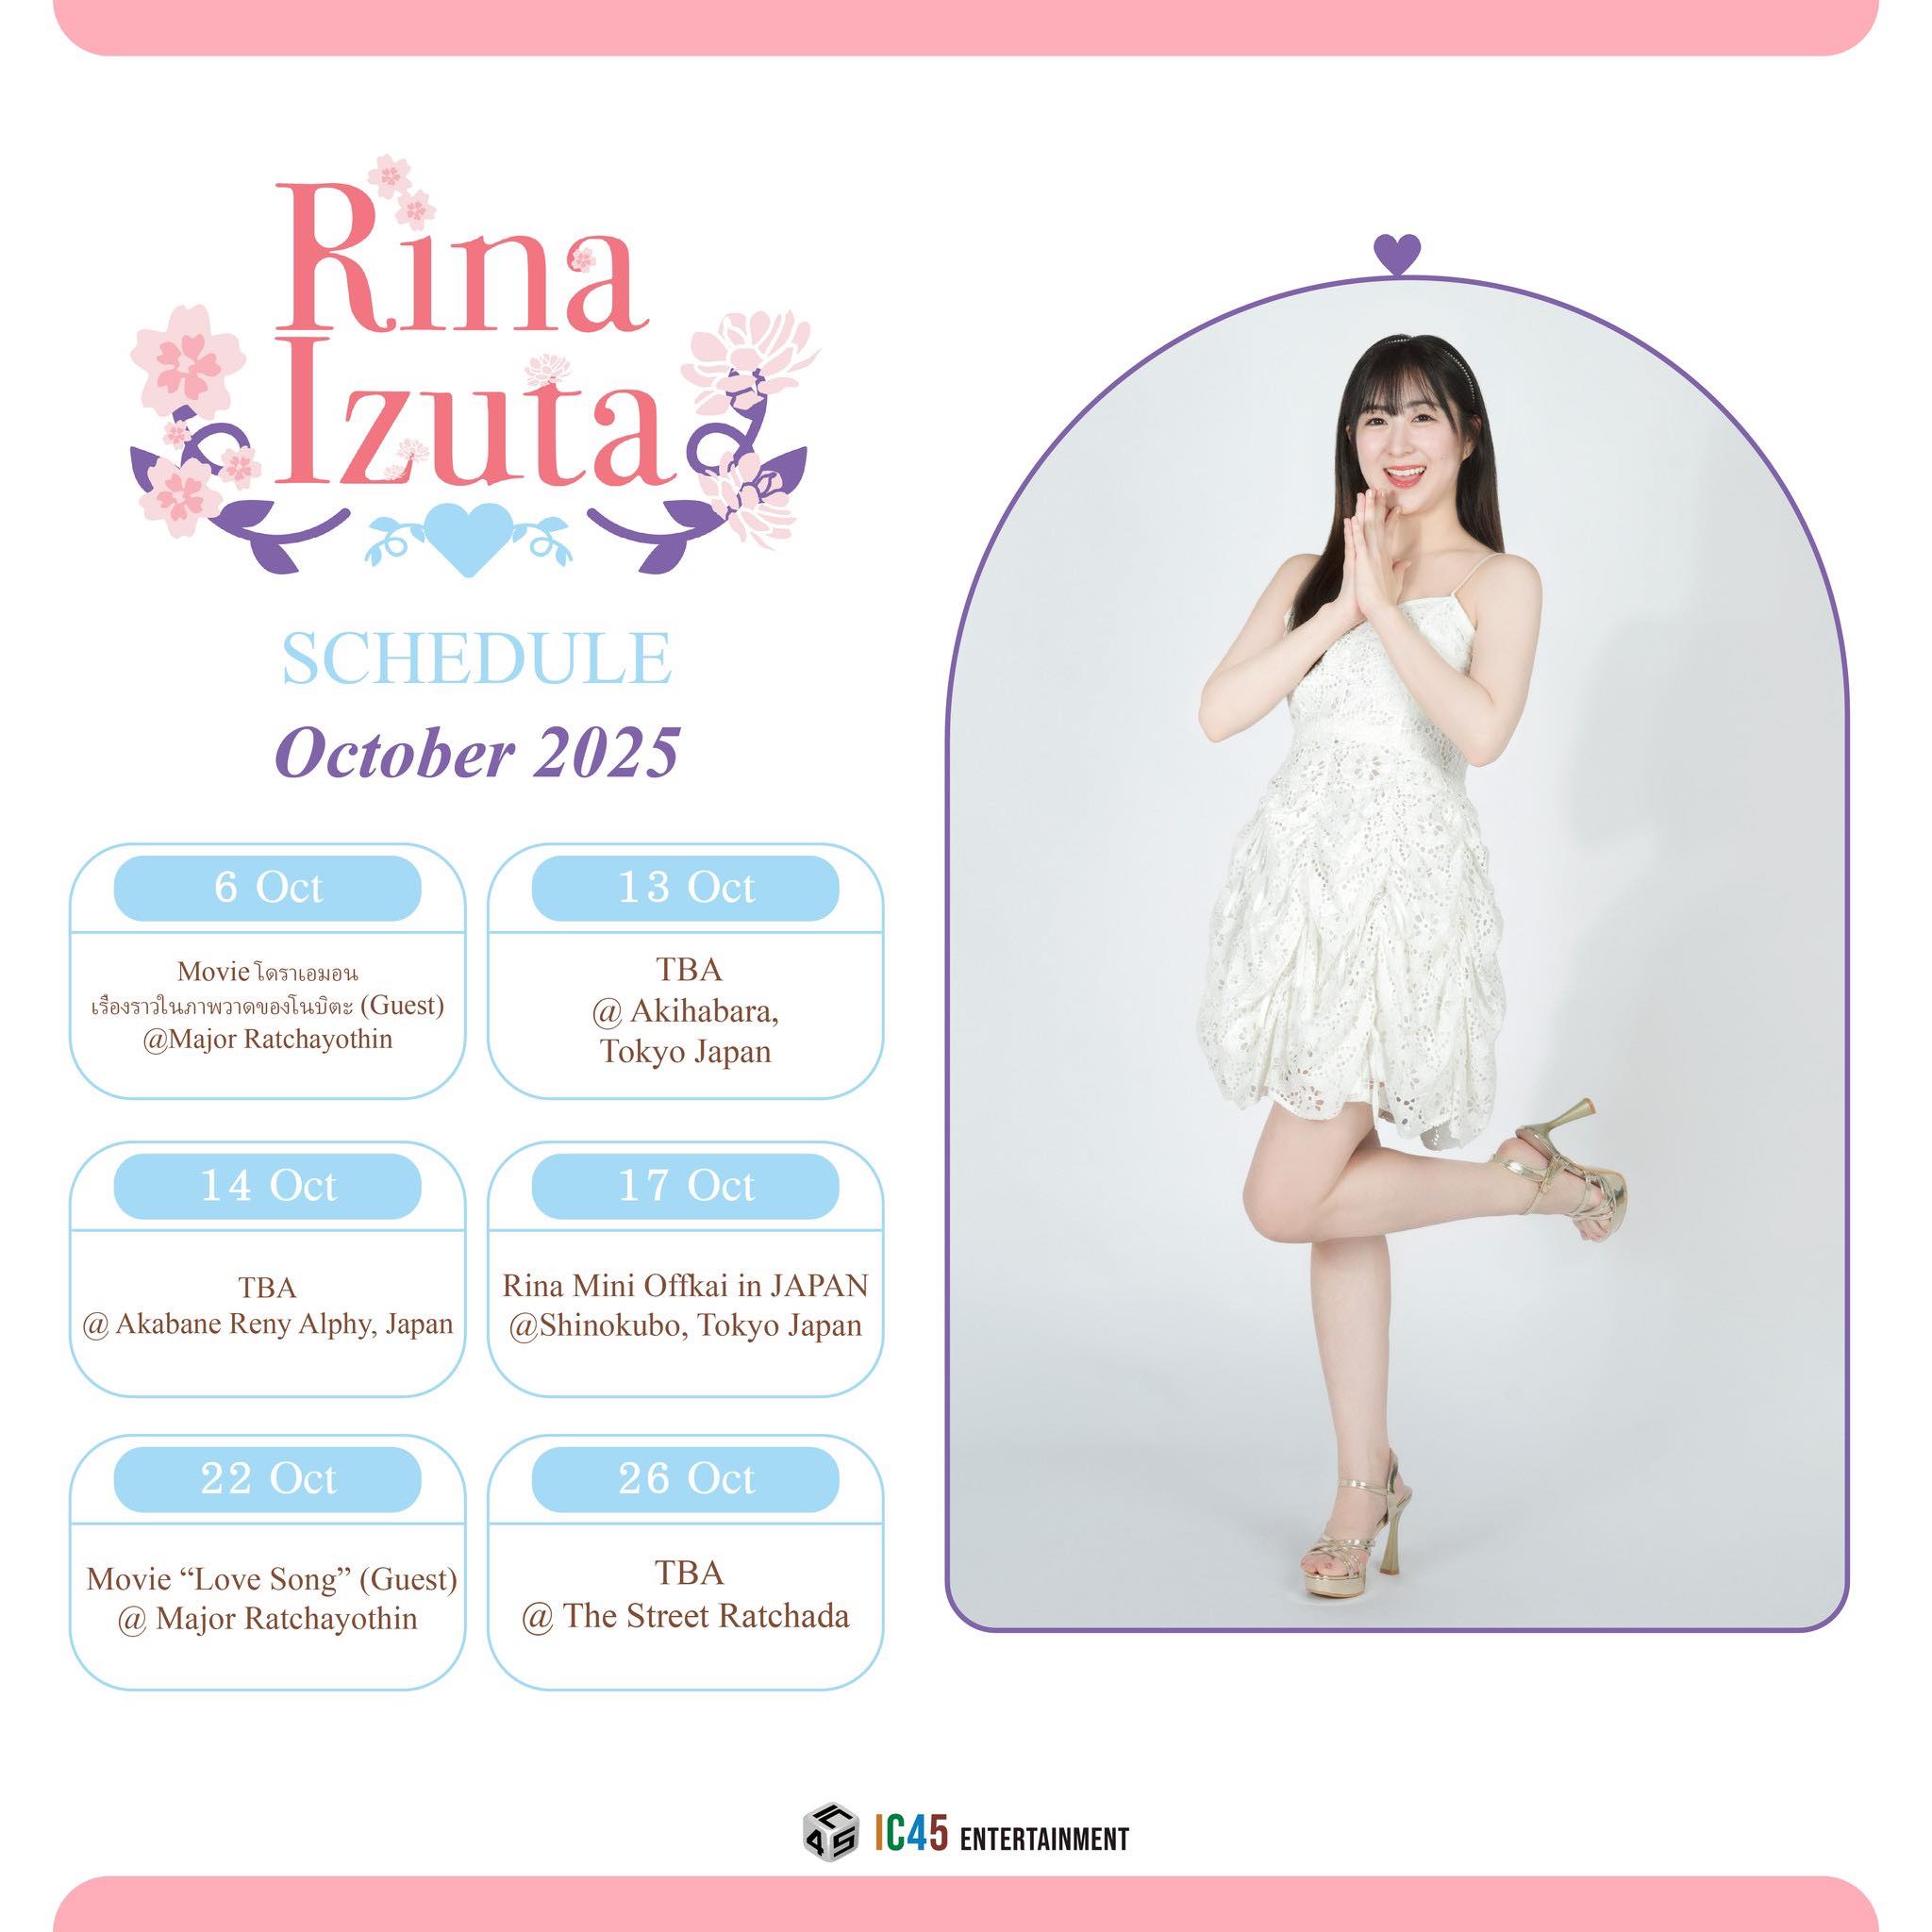 Rina
Izuta
SCHEDULE
October 2025
6 Oct
Movie โดราเอมอน
เรื่องราวในภาพวาดของโนบิตะ (Guest)
@Major Ratchayothin
13 Oct
TBA
@ Akihabara,
Tokyo Japan
14 Oct
TBA
@ Akabane Reny Alphy, Japan
17 Oct
Rina Mini Offkai in JAPAN
@Shinokubo, Tokyo Japan
22 Oct
Movie “Love Song” (Guest)
@ Major Ratchayothin
26 Oct
TBA
@ The Street Ratchada
IC45 ENTERTAINMENT